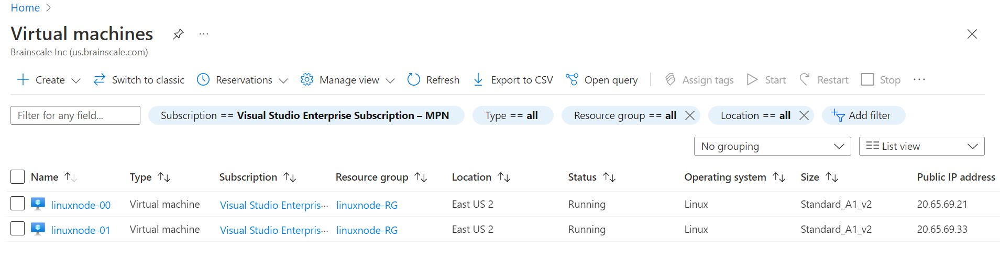 Home
Virtual machines ...
Brainscale Inc (us.brainscale.com)
Create Switch to classic Reservations Manage view Refresh Export to CSV Open query Assign tags Start Restart Stop ...
Filter for any field... Subscription == Visual Studio Enterprise Subscription – MPN Type == all Resource group == all Location == all Add filter
No grouping List view
Name Type Subscription Resource group Location Status Operating system Size Public IP address
linuxnode-00 Virtual machine Visual Studio Enterpris... linuxnode-RG East US 2 Running Linux Standard_A1_v2 20.65.69.21
linuxnode-01 Virtual machine Visual Studio Enterpris... linuxnode-RG East US 2 Running Linux Standard_A1_v2 20.65.69.33